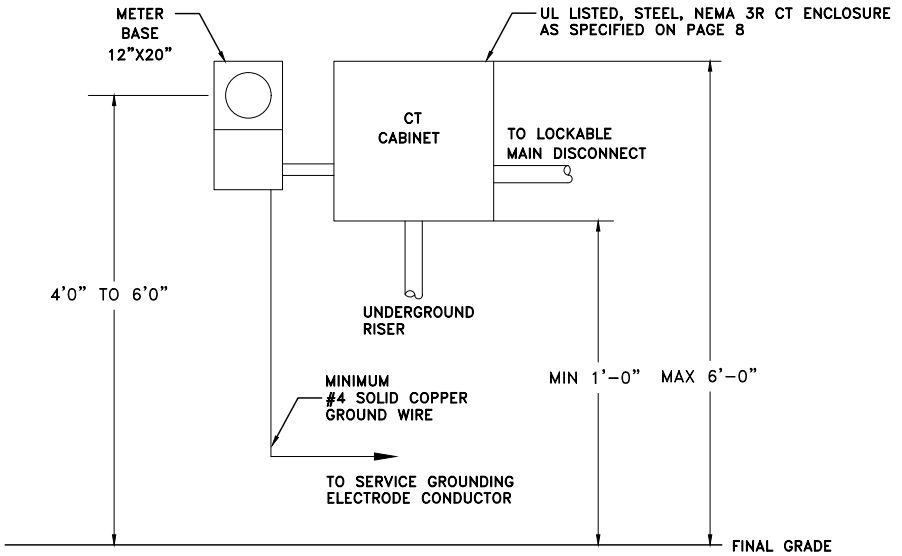 METER
BASE
12"X20"
UL LISTED, STEEL, NEMA 3R CT ENCLOSURE
AS SPECIFIED ON PAGE 8
CT
CABINET
TO LOCKABLE
MAIN DISCONNECT
4'0" TO 6'0"
UNDERGROUND
RISER
MIN 1'-0"
MAX 6'-0"
MINIMUM
#4 SOLID COPPER
GROUND WIRE
TO SERVICE GROUNDING
ELECTRODE CONDUCTOR
FINAL GRADE